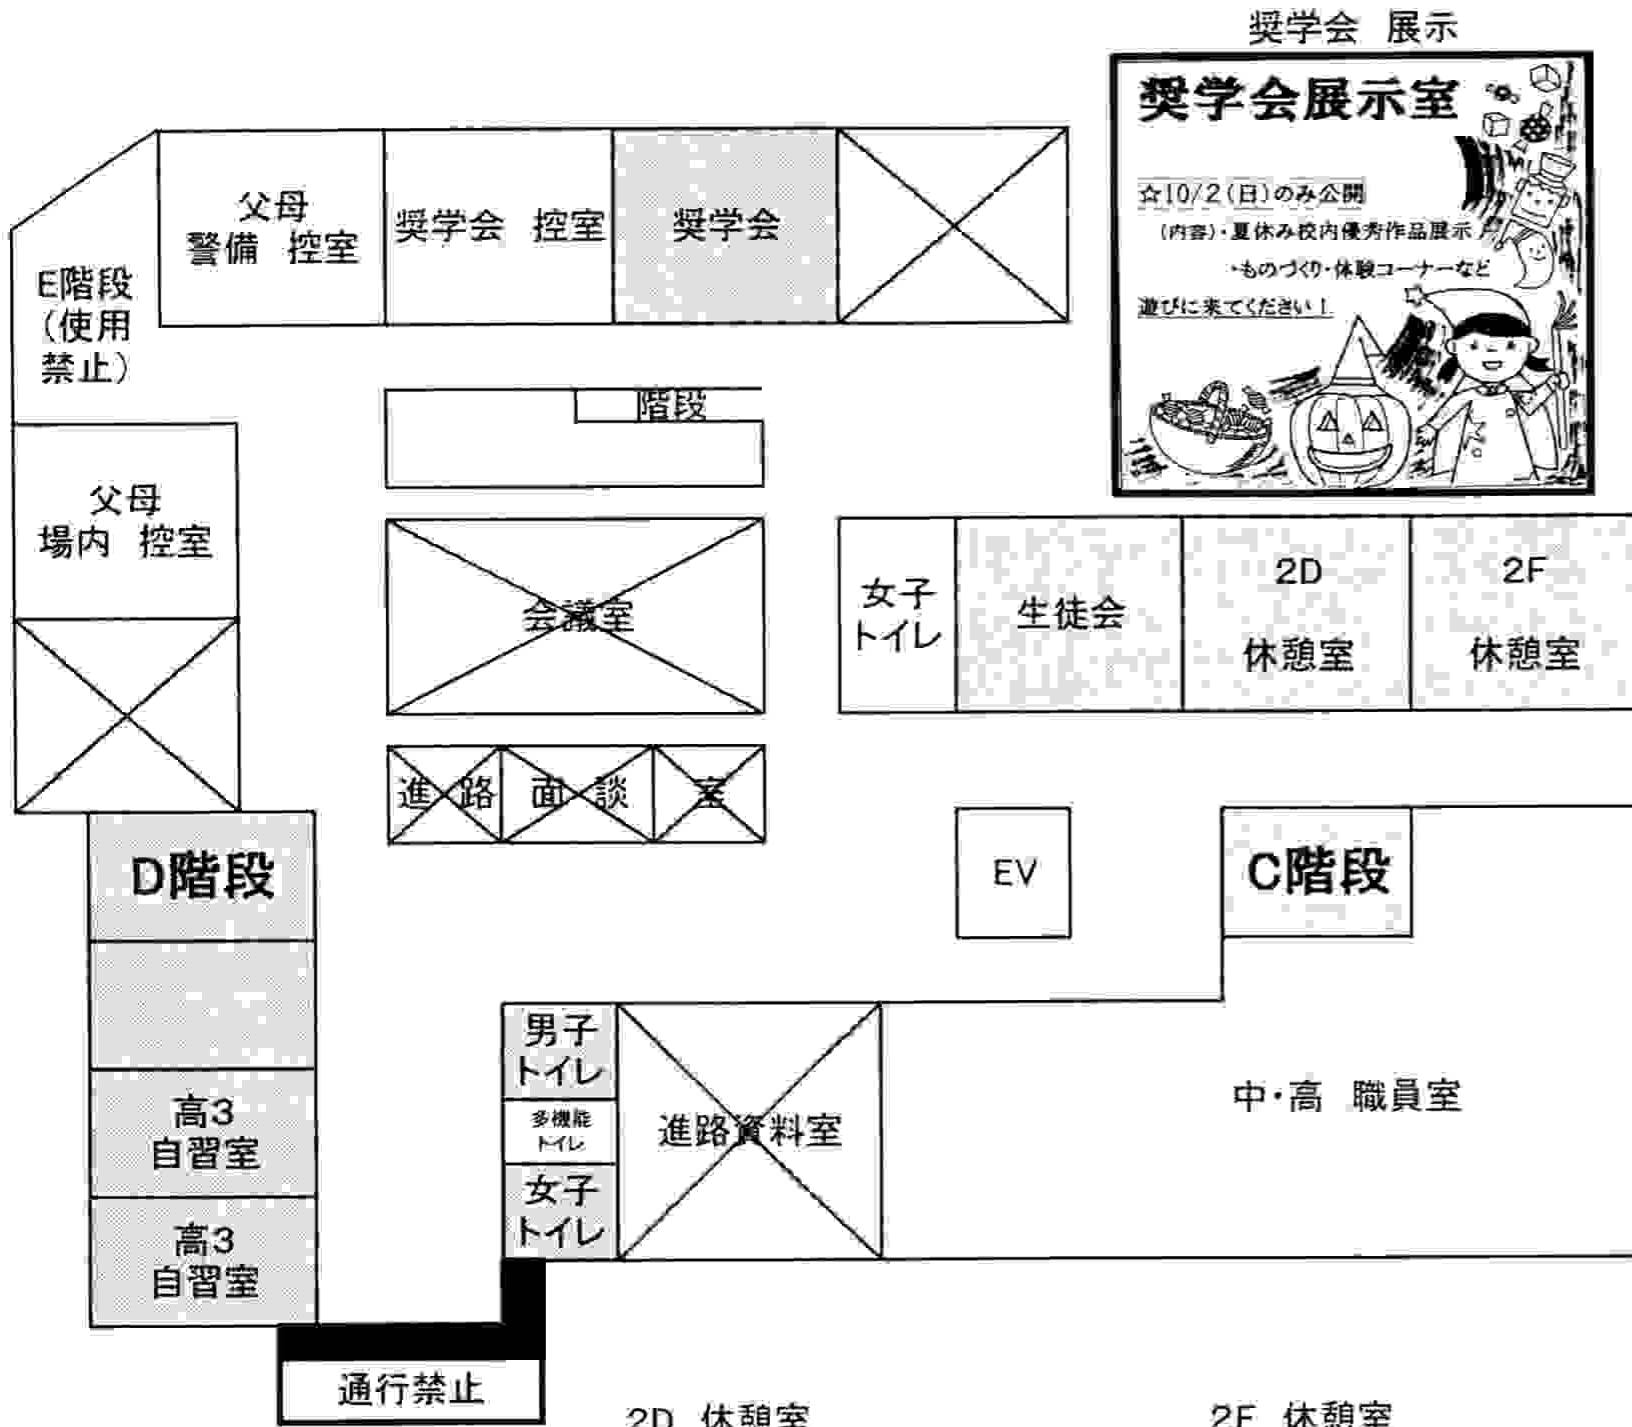 奨学会 展示
奨学会展示室
☆10/2(日)のみ公開
(内容)・夏休み校内優秀作品展示
・ものづくり・体験コーナーなど
遊びに来てください！
父母
警備 控室
奨学会 控室
奨学会
E階段
(使用
禁止)
階段
父母
場内 控室
会議室
女子
トイレ
生徒会
2D
休憩室
2F
休憩室
進路 面談 室
D階段
EV
C階段
男子
トイレ
多機能
トイレ
女子
トイレ
進路資料室
中・高 職員室
高3
自習室
高3
自習室
通行禁止
2D 休憩室
2F 休憩室